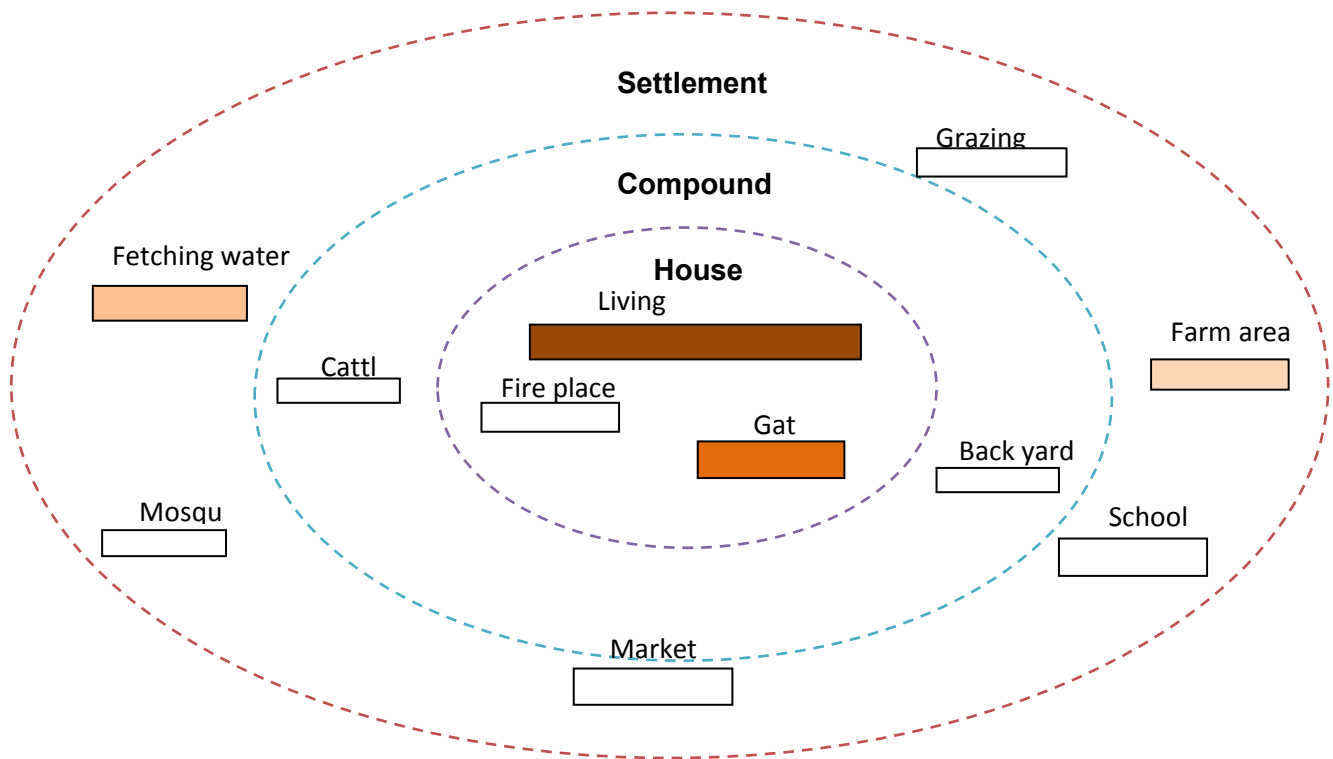 Settlement
Grazing
Compound
Fetching water
House
Living
Farm area
Cattl
Fire place
Gat
Back yard
Mosqu
School
Market